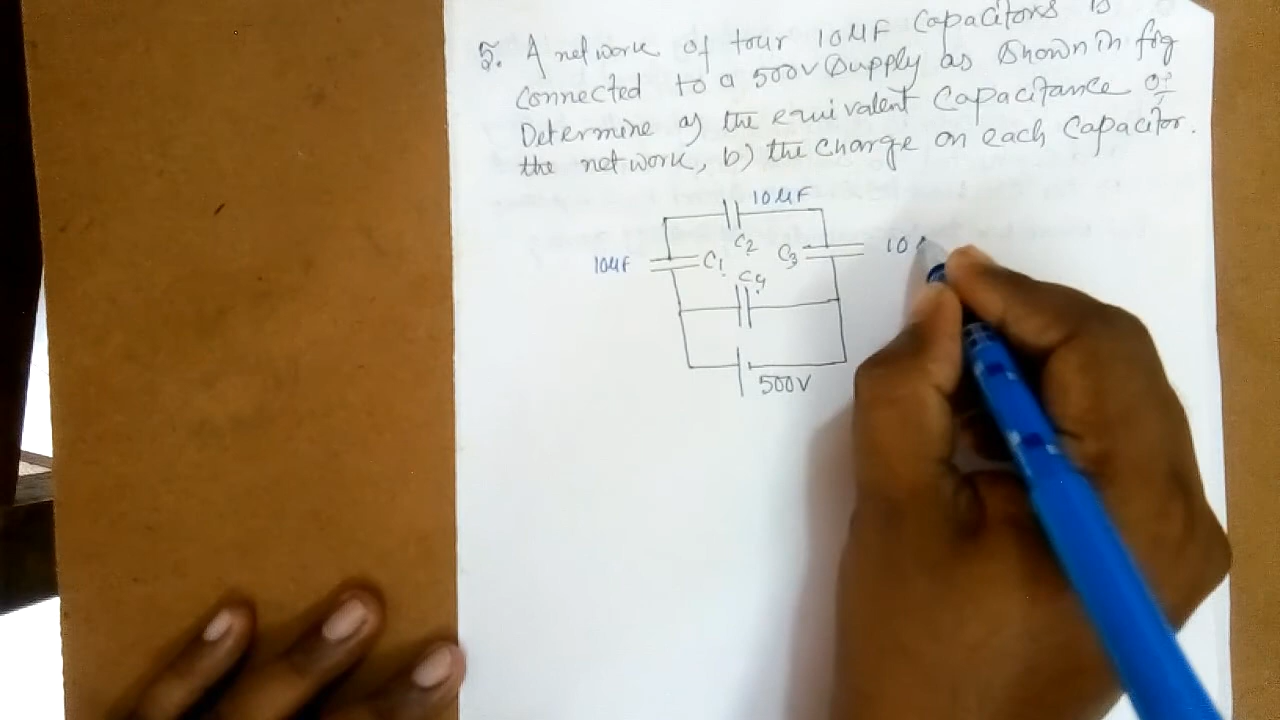 5. A network of four 10μF Capacitors is
Connected to a 500V Supply as Shown in fig
Determine a) the equivalent Capacitance of
the network, b) the Charge on each Capacitor.
10μF
C2
10μF
C1
C3
10
C4
500V